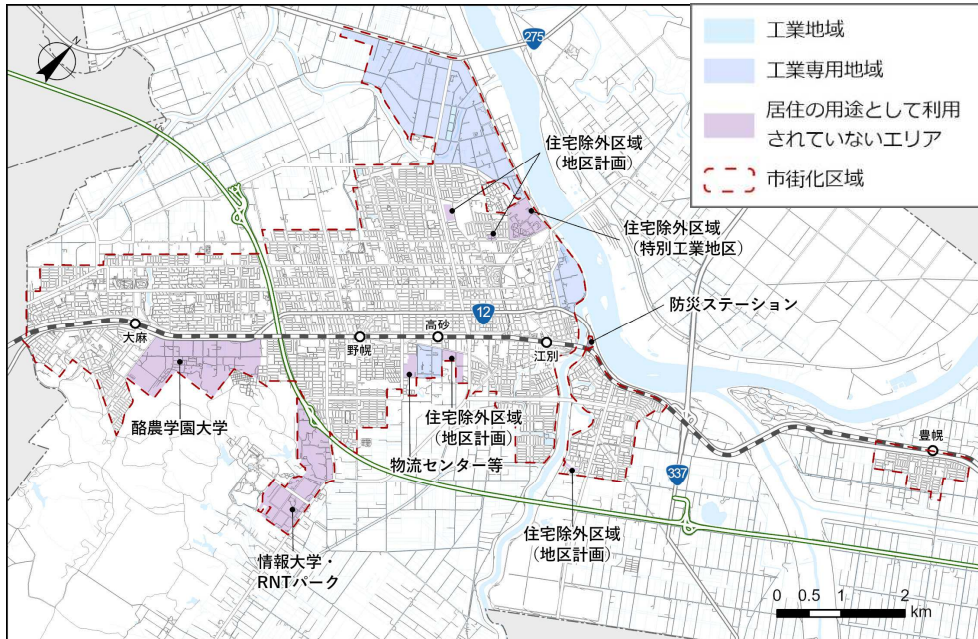 工業地域
工業専用地域
居住の用途として利用
されていないエリア
市街化区域
N
275
住宅除外区域
(地区計画)
住宅除外区域
(特別工業地区)
防災ステーション
12
大麻
野幌
高砂
江別
豊幌
酪農学園大学
住宅除外区域
(地区計画)
物流センター等
337
住宅除外区域
(地区計画)
情報大学・
RNTパーク
0 0.5 1 2
km